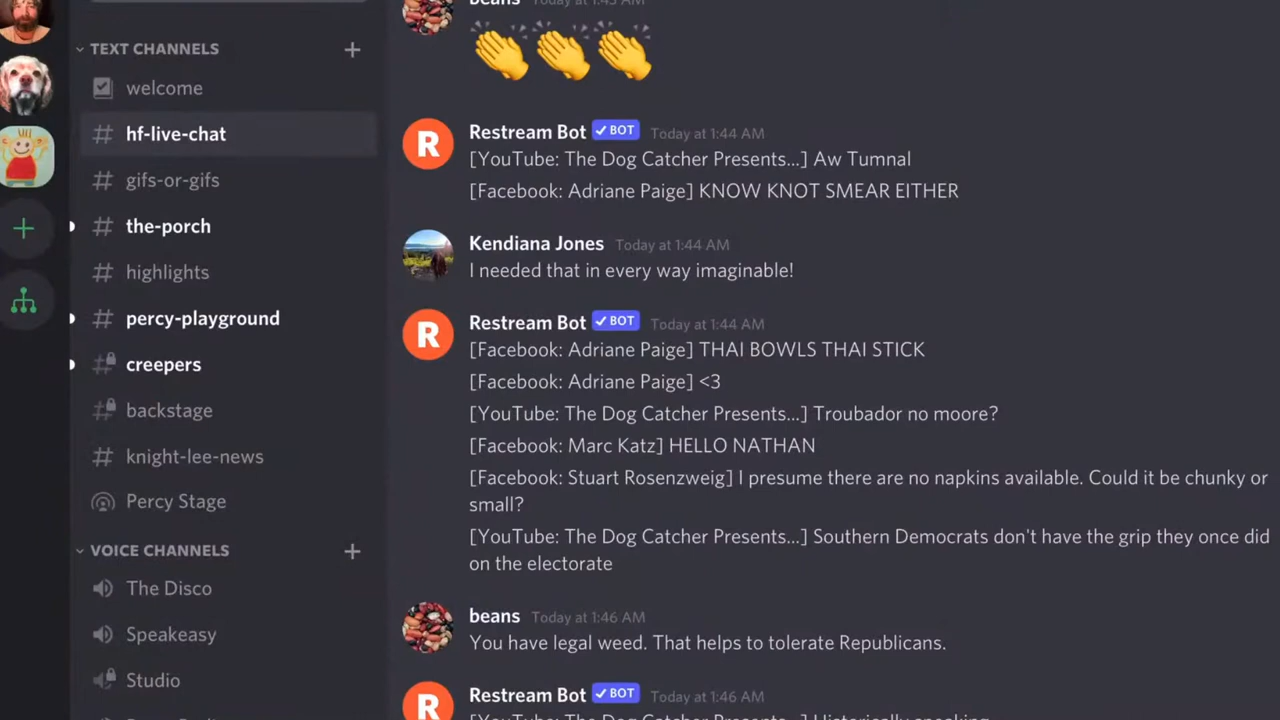 TEXT CHANNELS
welcome
hf-live-chat
gifs-or-gifs
the-porch
highlights
percy-playground
creepers
backstage
knight-lee-news
Percy Stage
VOICE CHANNELS
The Disco
Speakeasy
Studio
beans Today at 1:43 AM
R Restream Bot BOT Today at 1:44 AM
[YouTube: The Dog Catcher Presents...] Aw Tumnal
[Facebook: Adriane Paige] KNOW KNOT SMEAR EITHER
Kendiana Jones Today at 1:44 AM
I needed that in every way imaginable!
R Restream Bot BOT Today at 1:44 AM
[Facebook: Adriane Paige] THAI BOWLS THAI STICK
[Facebook: Adriane Paige] <3
[YouTube: The Dog Catcher Presents...] Troubador no moore?
[Facebook: Marc Katz] HELLO NATHAN
[Facebook: Stuart Rosenzweig] I presume there are no napkins available. Could it be chunky or
small?
[YouTube: The Dog Catcher Presents...] Southern Democrats don't have the grip they once did
on the electorate
beans Today at 1:46 AM
You have legal weed. That helps to tolerate Republicans.
R Restream Bot BOT Today at 1:46 AM
[YouTube: The Dog Catcher Presents...] Historically speaking